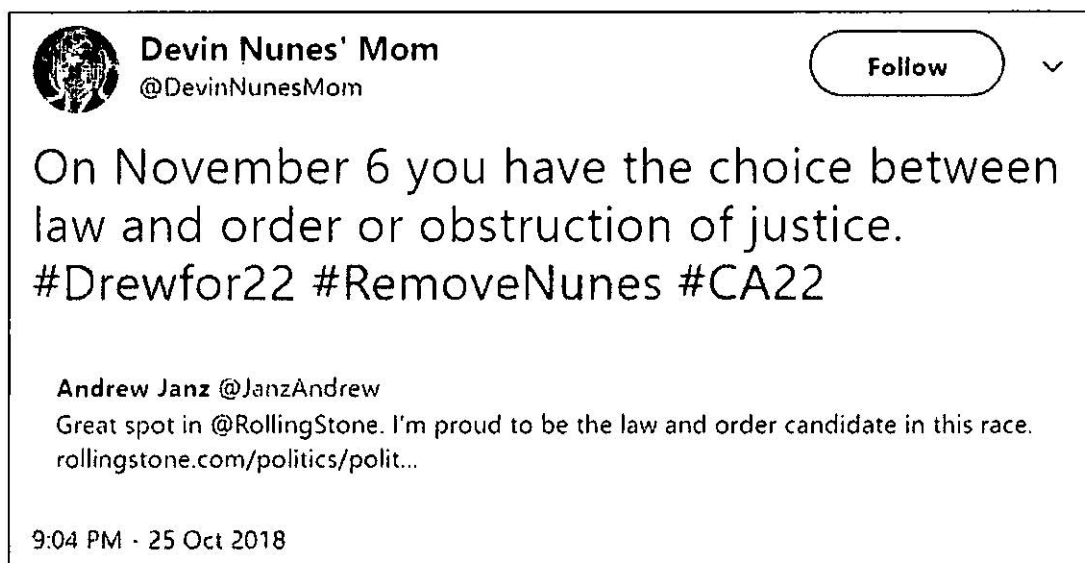 Devin Nunes' Mom
@DevinNunesMom
Follow
On November 6 you have the choice between
law and order or obstruction of justice.
#Drewfor22 #RemoveNunes #CA22
Andrew Janz @JanzAndrew
Great spot in @RollingStone. I'm proud to be the law and order candidate in this race.
rollingstone.com/politics/polit...
9:04 PM · 25 Oct 2018